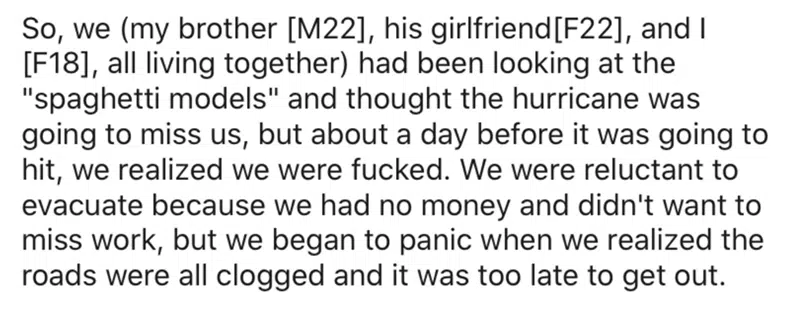 So, we (my brother [M22], his girlfriend[F22], and I
[F18], all living together) had been looking at the
"spaghetti models" and thought the hurricane was
going to miss us, but about a day before it was going to
hit, we realized we were fucked. We were reluctant to
evacuate because we had no money and didn't want to
miss work, but we began to panic when we realized the
roads were all clogged and it was too late to get out.